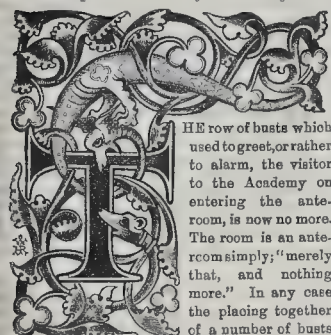 THE row of busts which
used to greet, or rather
to alarm, the visitor
to the Academy on
entering the ante-
room, is now no more.
The room is an ante-
room simply; "merely
that, and nothing
more." In any case
the placing together
of a number of busts